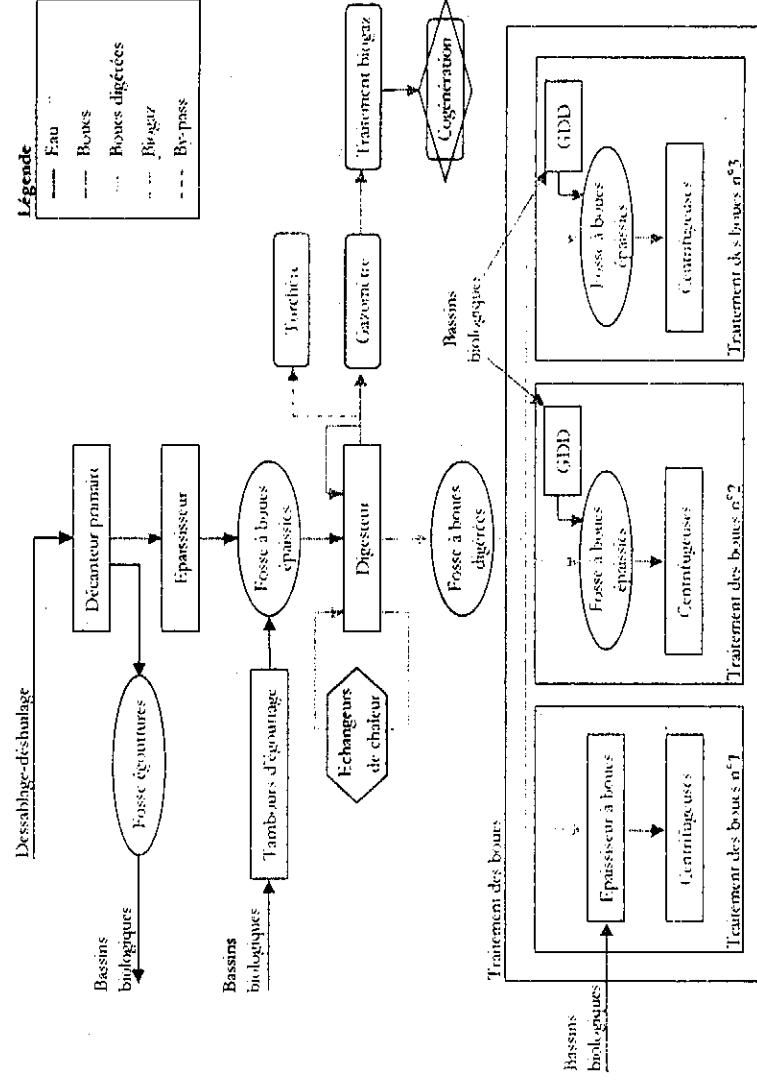 Légende
Eau
Boues
Boues digérées
Biogaz
By-pass
Dessablage-déshuilage
Décanteur primaire
Fosse égouttures
Bassins
biologiques
Epaississeur
Bassins
biologiques
Tambours d'égouttage
Fosse à boues
épaissies
Torchère
Echangeurs
de chaleur
Digesteur
Gazomètre
Traitement biogaz
Cogénération
Fosse à boues
digérées
Traitement des boues
Bassins
biologiques
Bassins
biologiques
Epaississeur à boues
Centrifugeuses
Traitement des boues n°1
GDD
Fosse à boues
épaissies
Centrifugeuses
Traitement des boues n°2
GDD
Fosse à boues
épaissies
Centrifugeuses
Traitement des boues n°3